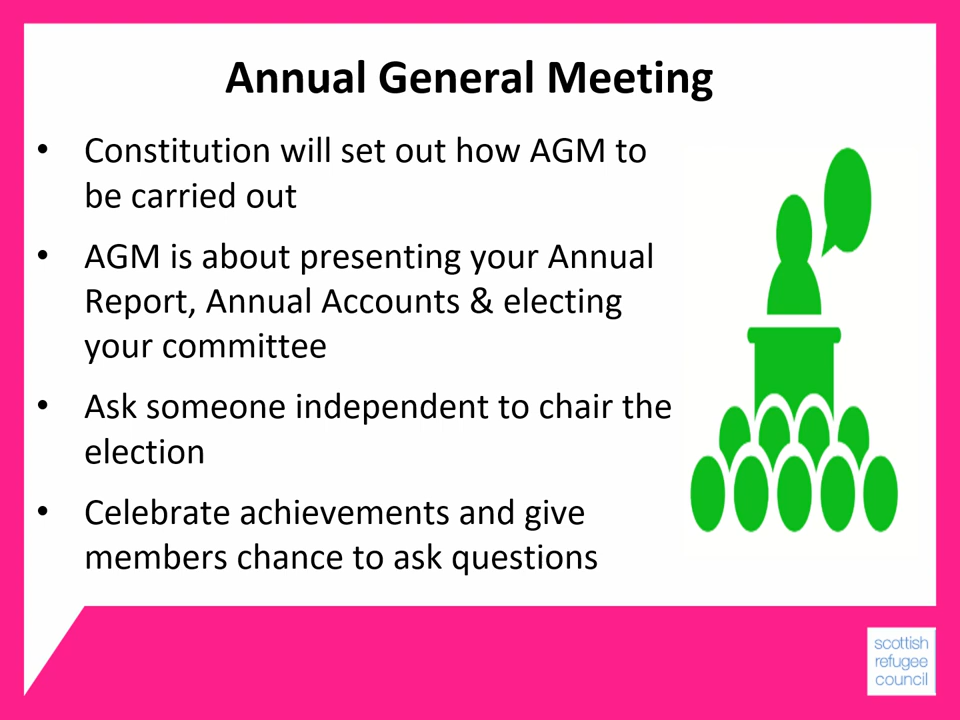 Annual General Meeting
• Constitution will set out how AGM to
be carried out
• AGM is about presenting your Annual
Report, Annual Accounts & electing
your committee
• Ask someone independent to chair the
election
• Celebrate achievements and give
members chance to ask questions
scottish
refugee
council